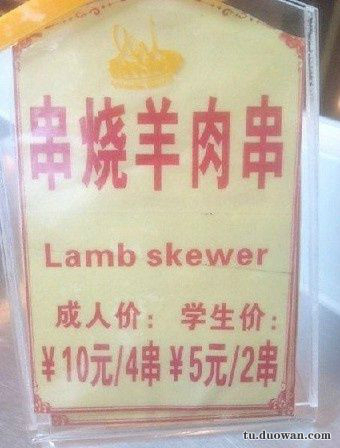 串烧羊肉串
Lamb skewer
成人价： 学生价：
¥10元/4串 ¥5元/2串
tu.duowan.com